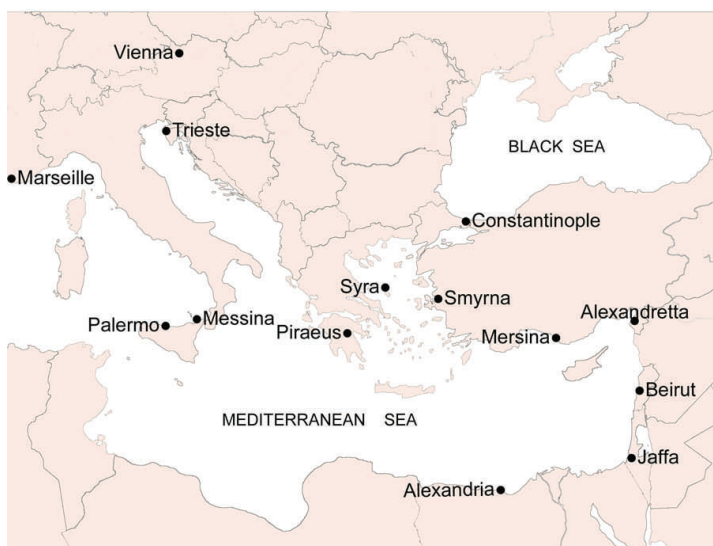 Vienna
Trieste
BLACK SEA
Marseille
Constantinople
Syra
Smyrna
Alexandretta
Palermo
Messina
Piraeus
Mersina
Beirut
MEDITERRANEAN SEA
Jaffa
Alexandria